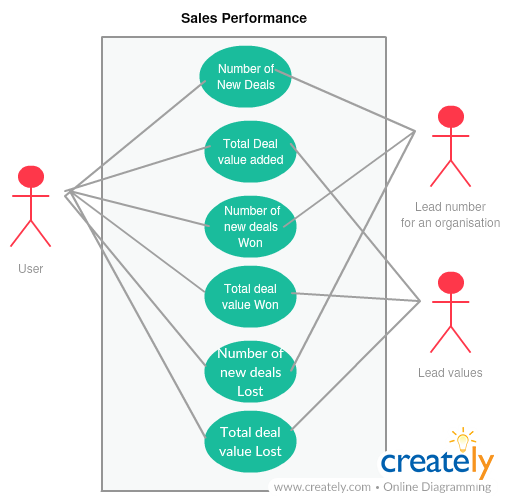 Sales Performance
Number of
New Deals
Total Deal
value added
Number of
new deals
Won
Total deal
value Won
Number of
new deals
Lost
Total deal
value Lost
User
Lead number
for an organisation
Lead values
creately
www.creately.com • Online Diagramming